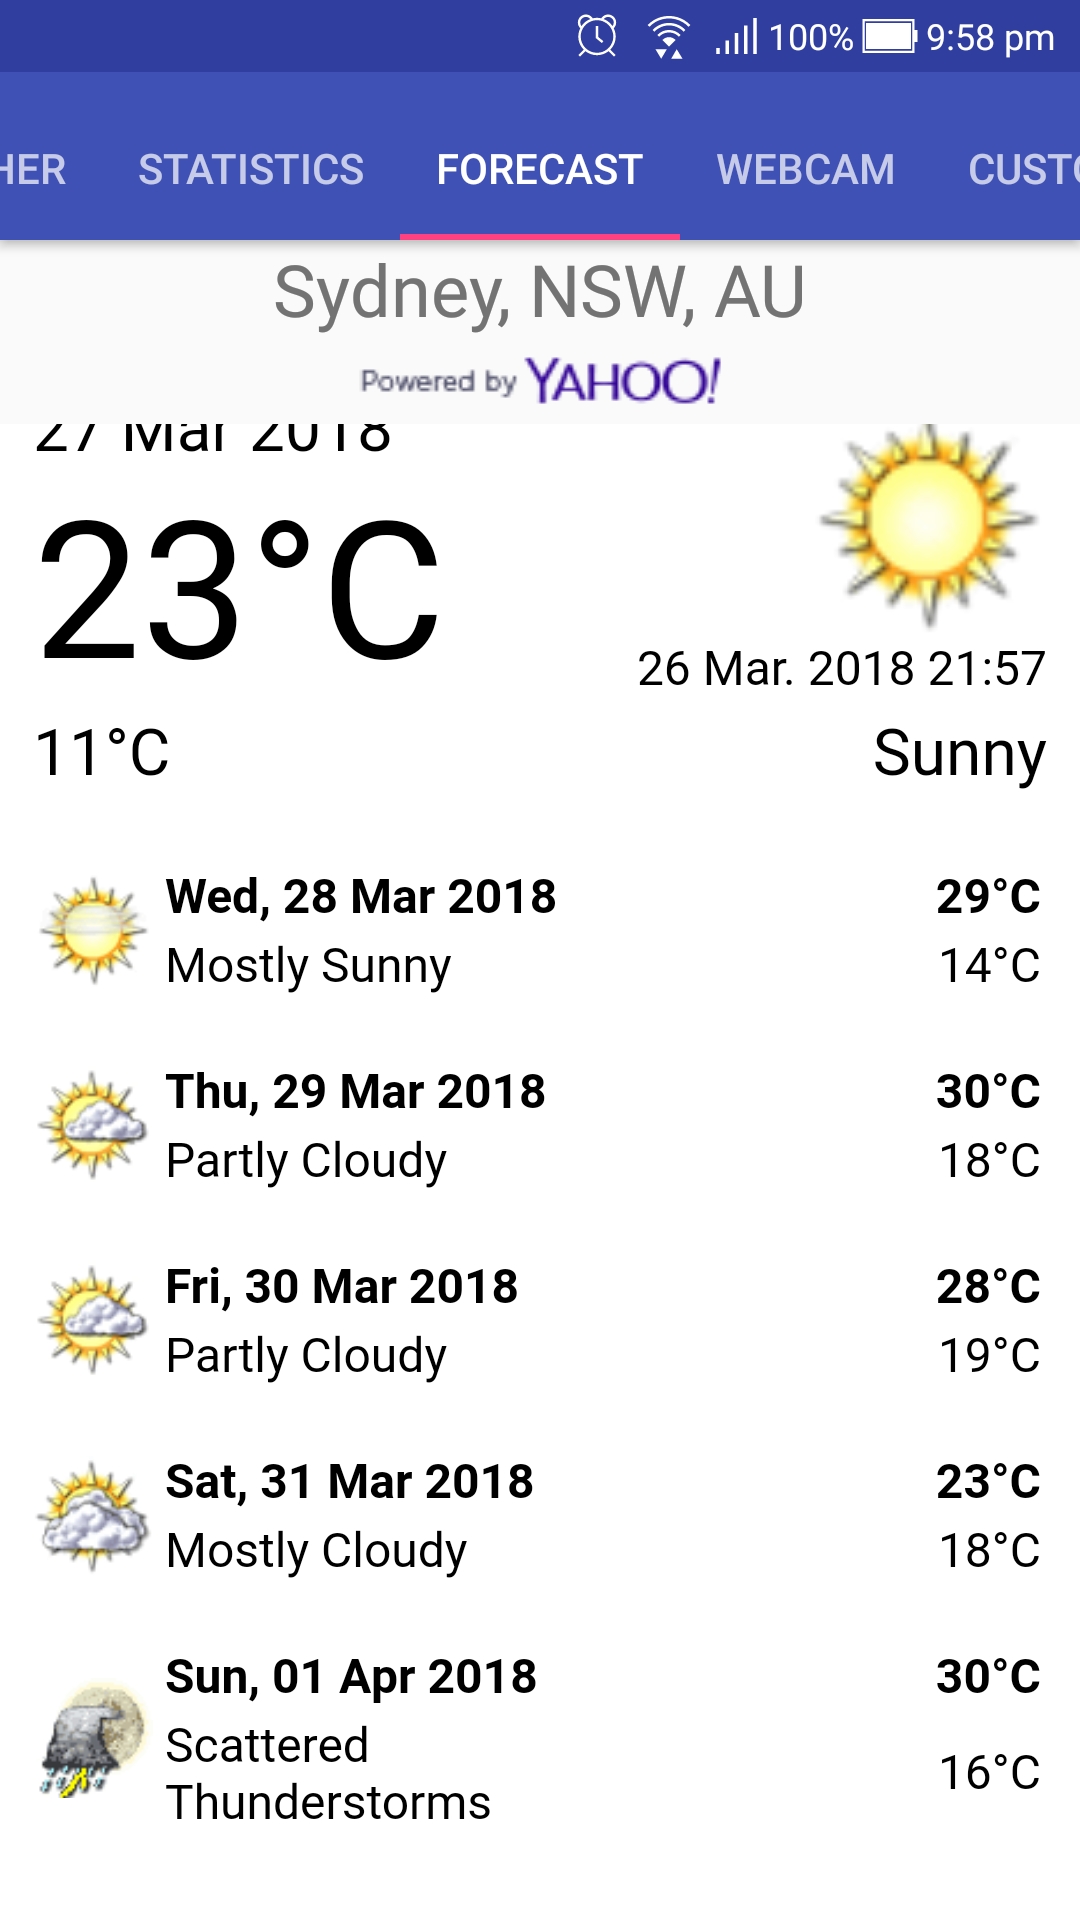 100% 9:58 pm
HER STATISTICS FORECAST WEBCAM CUSTO
Sydney, NSW, AU
Powered by YAHOO!
27 Mar 2018
23°C
26 Mar. 2018 21:57
11°C Sunny
Wed, 28 Mar 2018 29°C
Mostly Sunny 14°C
Thu, 29 Mar 2018 30°C
Partly Cloudy 18°C
Fri, 30 Mar 2018 28°C
Partly Cloudy 19°C
Sat, 31 Mar 2018 23°C
Mostly Cloudy 18°C
Sun, 01 Apr 2018 30°C
Scattered
Thunderstorms 16°C